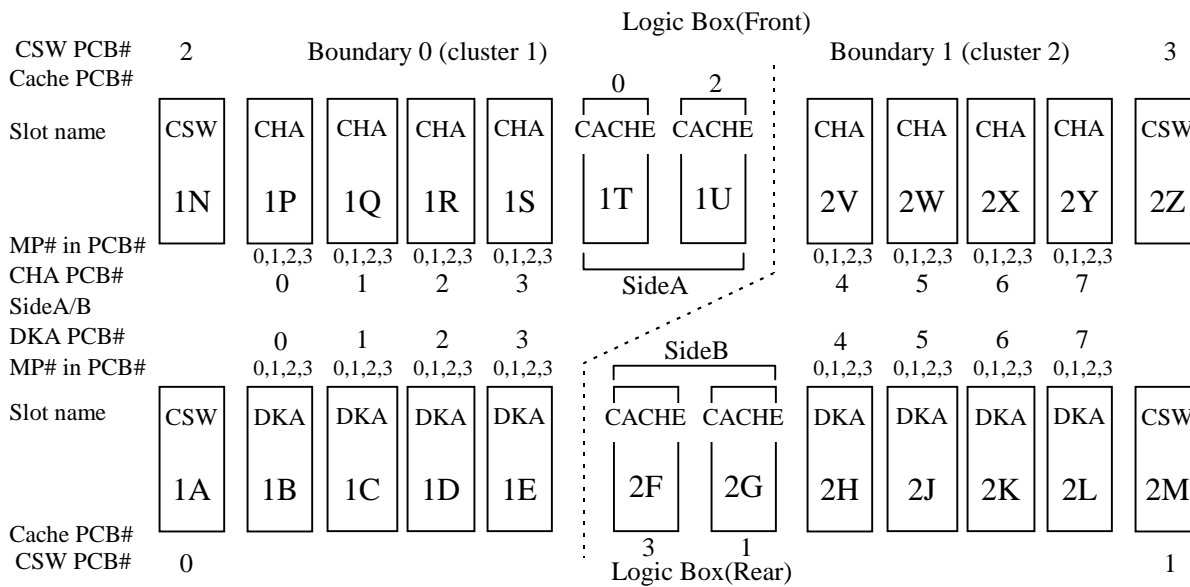 Logic Box(Front)
CSW PCB# 2 Boundary 0 (cluster 1) Boundary 1 (cluster 2) 3
Cache PCB# 0 2
Slot name CSW CHA CHA CHA CHA CACHE CACHE CHA CHA CHA CHA CSW
1N 1P 1Q 1R 1S 1T 1U 2V 2W 2X 2Y 2Z
MP# in PCB# 0,1,2,3 0,1,2,3 0,1,2,3 0,1,2,3 0,1,2,3 0,1,2,3 0,1,2,3 0,1,2,3
CHA PCB# 0 1 2 3 SideA 4 5 6 7
SideA/B
DKA PCB# 0 1 2 3 SideB 4 5 6 7
MP# in PCB# 0,1,2,3 0,1,2,3 0,1,2,3 0,1,2,3 0,1,2,3 0,1,2,3 0,1,2,3 0,1,2,3
Slot name CSW DKA DKA DKA DKA CACHE CACHE DKA DKA DKA DKA CSW
1A 1B 1C 1D 1E 2F 2G 2H 2J 2K 2L 2M
Cache PCB# 3 1
CSW PCB# 0 Logic Box(Rear) 1